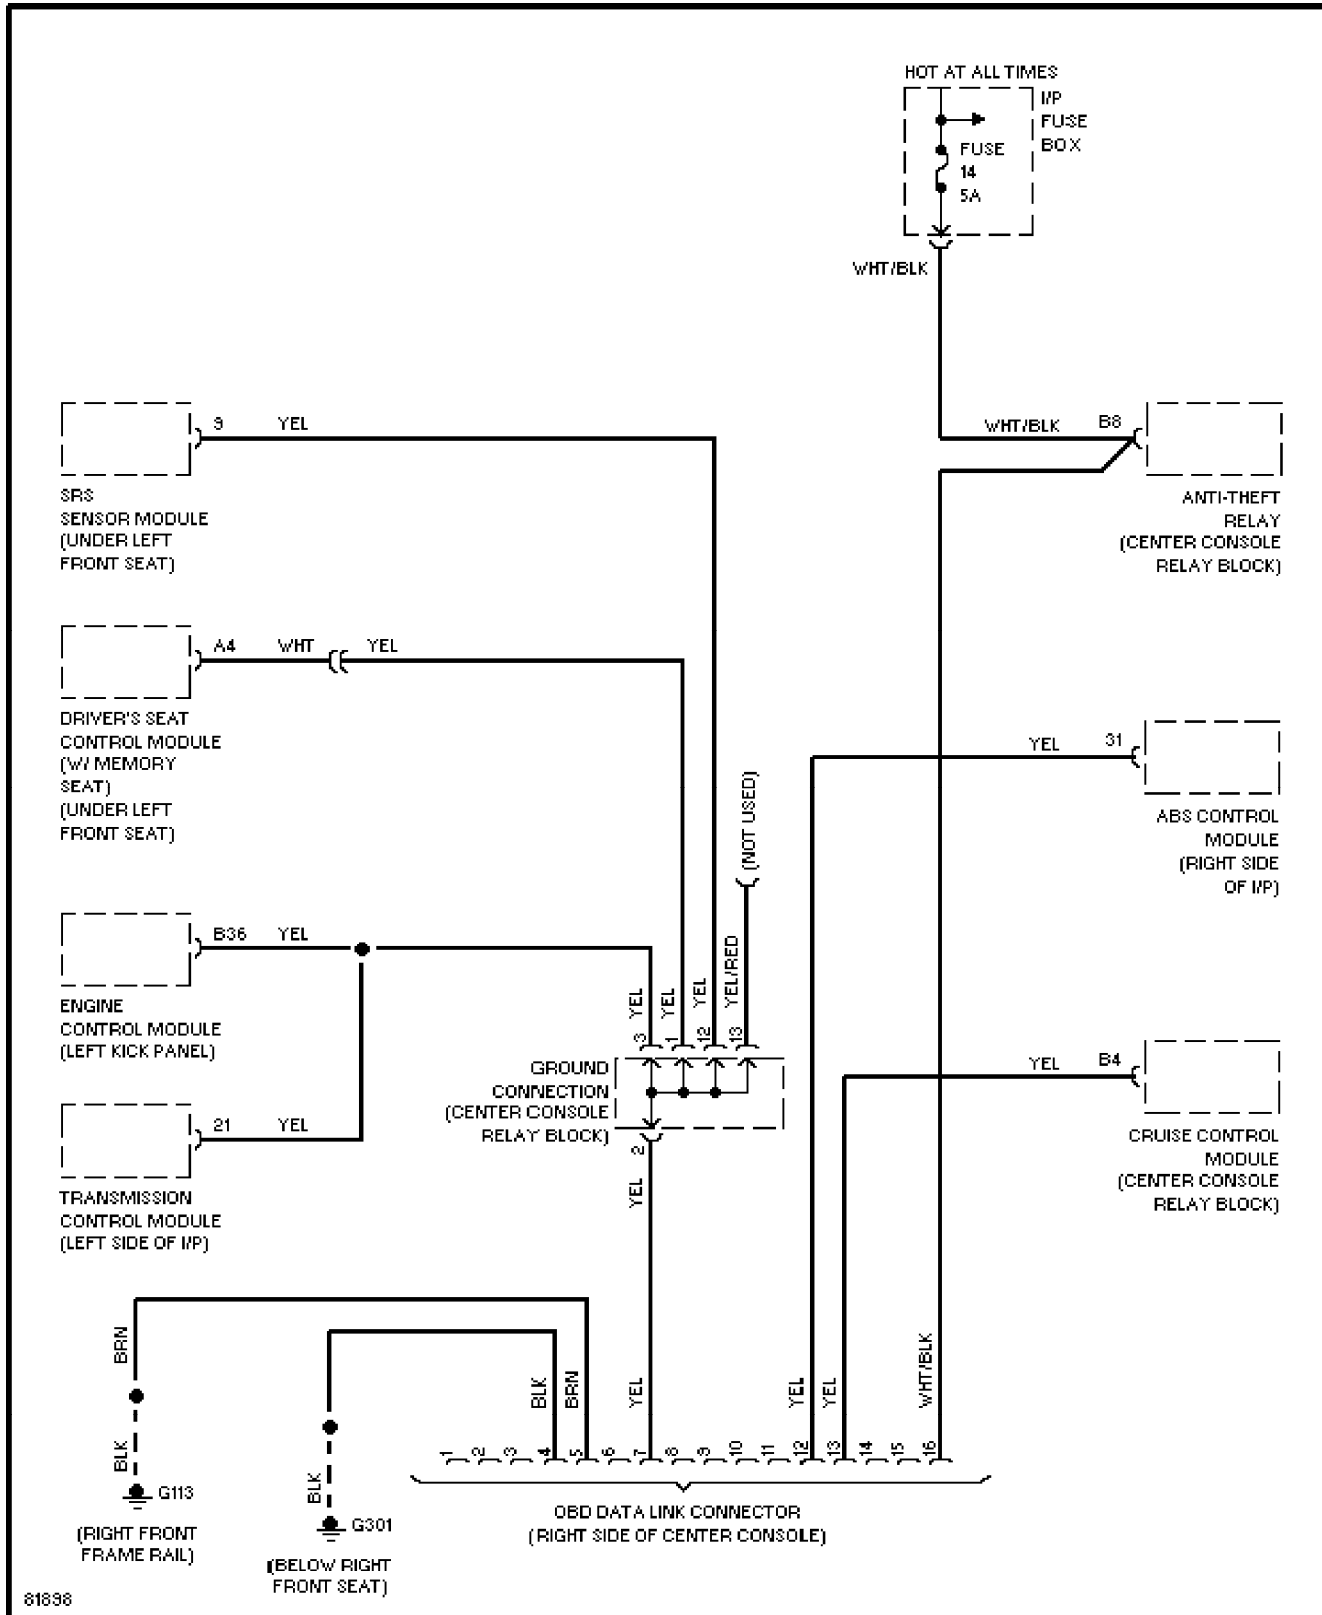 HOT AT ALL TIMES
I/P
FUSE
BOX
FUSE
14
5A
WHT/BLK
WHT/BLK
B8
ANTI-THEFT
RELAY
(CENTER CONSOLE
RELAY BLOCK)
9
YEL
SRS
SENSOR MODULE
(UNDER LEFT
FRONT SEAT)
A4
WHT
YEL
DRIVER'S SEAT
CONTROL MODULE
(W/ MEMORY
SEAT)
(UNDER LEFT
FRONT SEAT)
YEL
31
ABS CONTROL
MODULE
(RIGHT SIDE
OF I/P)
(NOT USED)
B36
YEL
ENGINE
CONTROL MODULE
(LEFT KICK PANEL)
YEL
YEL
YEL
YEL/RED
3
1
12
13
GROUND
CONNECTION
(CENTER CONSOLE
RELAY BLOCK)
2
YEL
YEL
B4
CRUISE CONTROL
MODULE
(CENTER CONSOLE
RELAY BLOCK)
21
YEL
TRANSMISSION
CONTROL MODULE
(LEFT SIDE OF I/P)
BRN
BLK
G113
(RIGHT FRONT
FRAME RAIL)
BLK
G301
(BELOW RIGHT
FRONT SEAT)
BLK
BRN
YEL
YEL
YEL
WHT/BLK
1
2
3
4
5
6
7
8
9
10
11
12
13
14
15
16
OBD DATA LINK CONNECTOR
(RIGHT SIDE OF CENTER CONSOLE)
81898